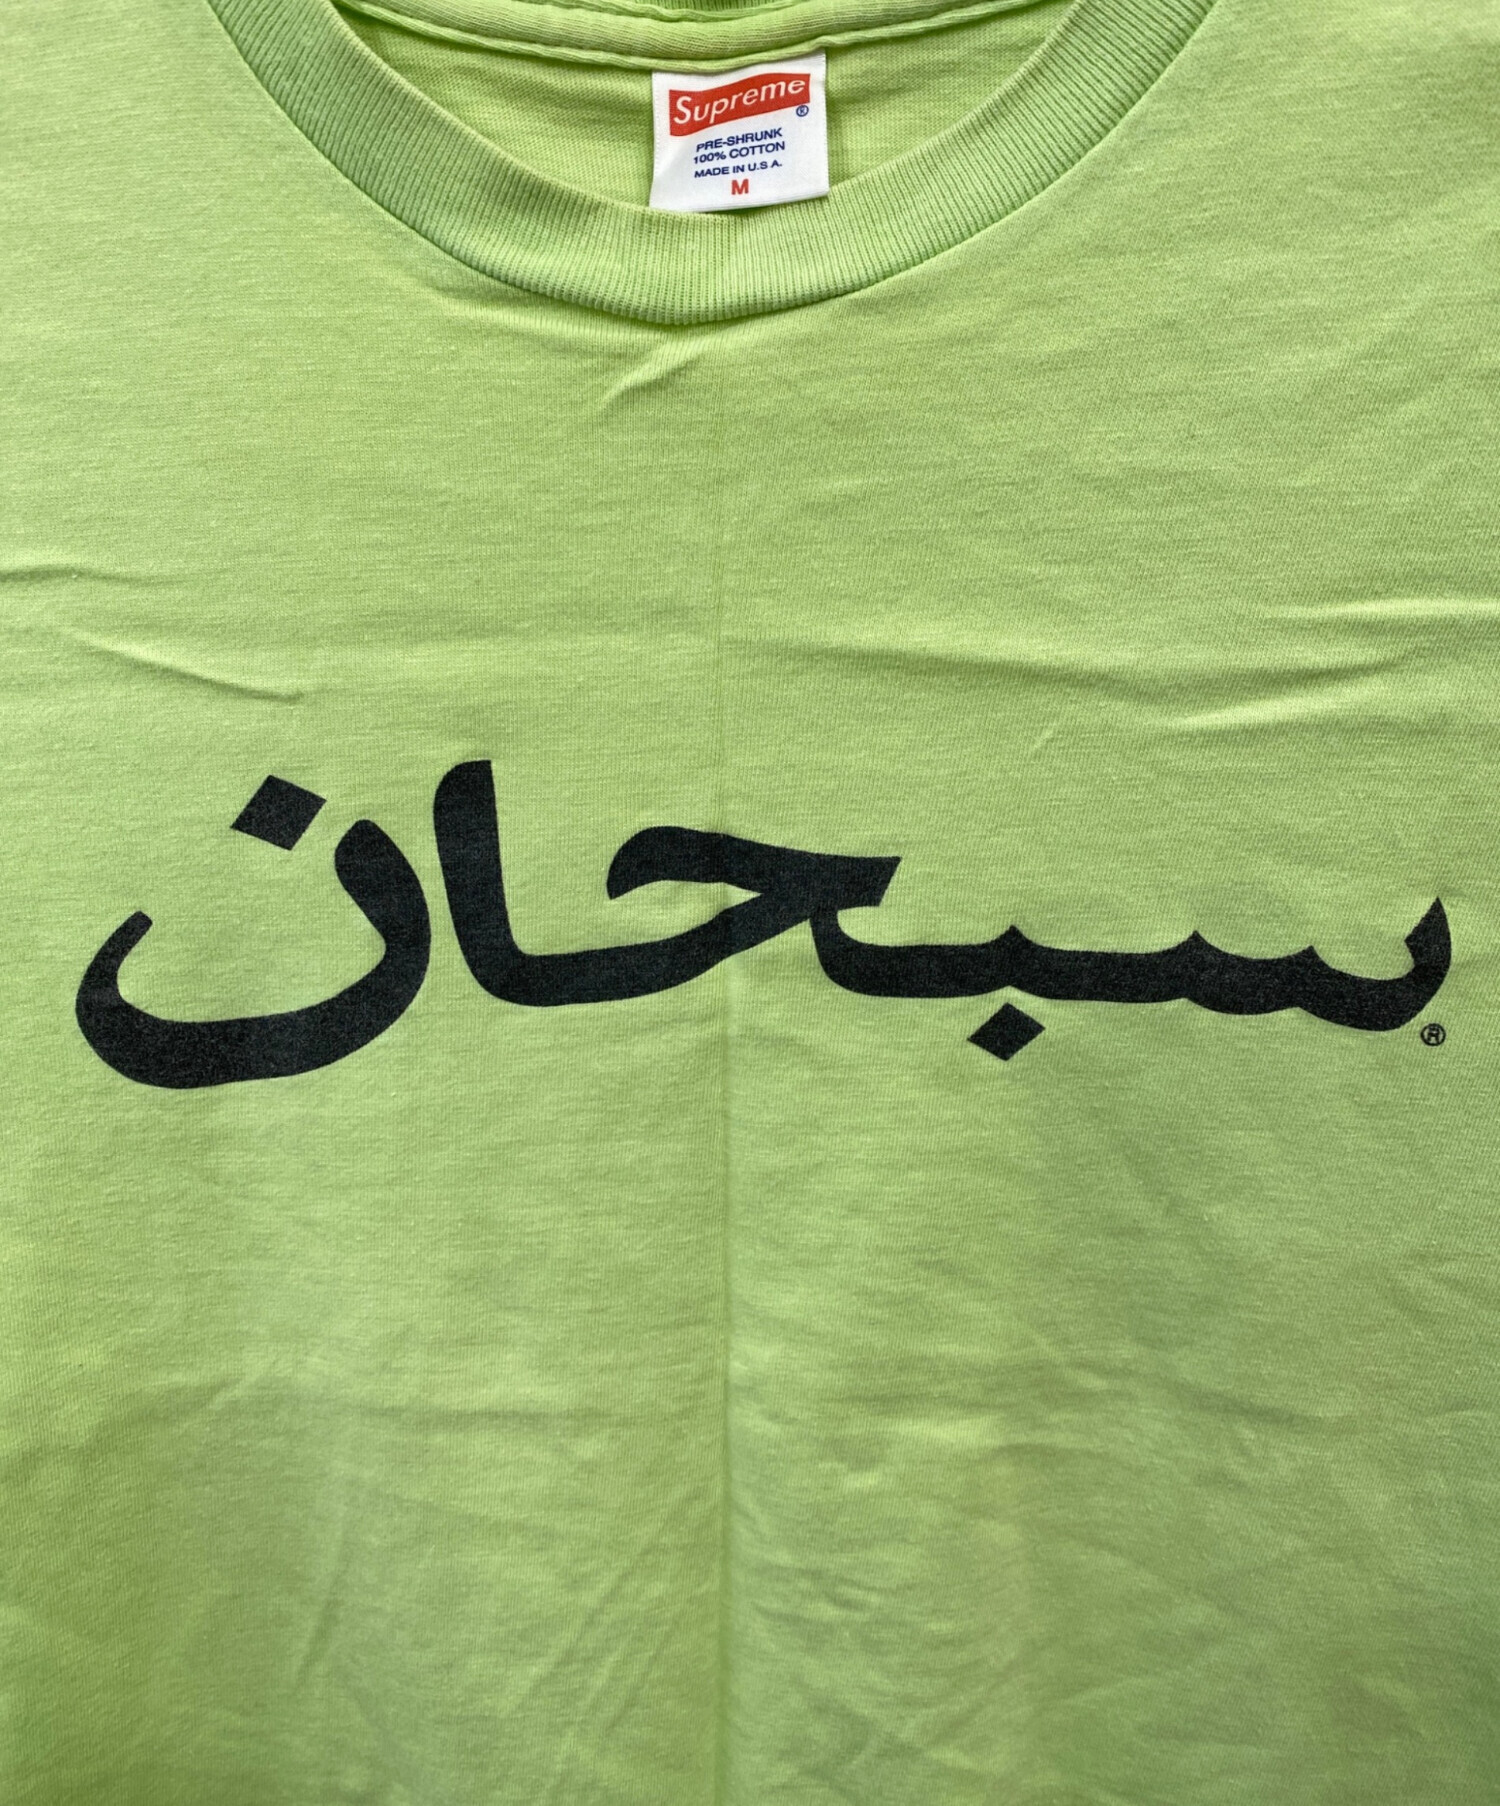 Supreme®
PRE-SHRUNK
100% COTTON
MADE IN U.S.A.
M
سبحان
®